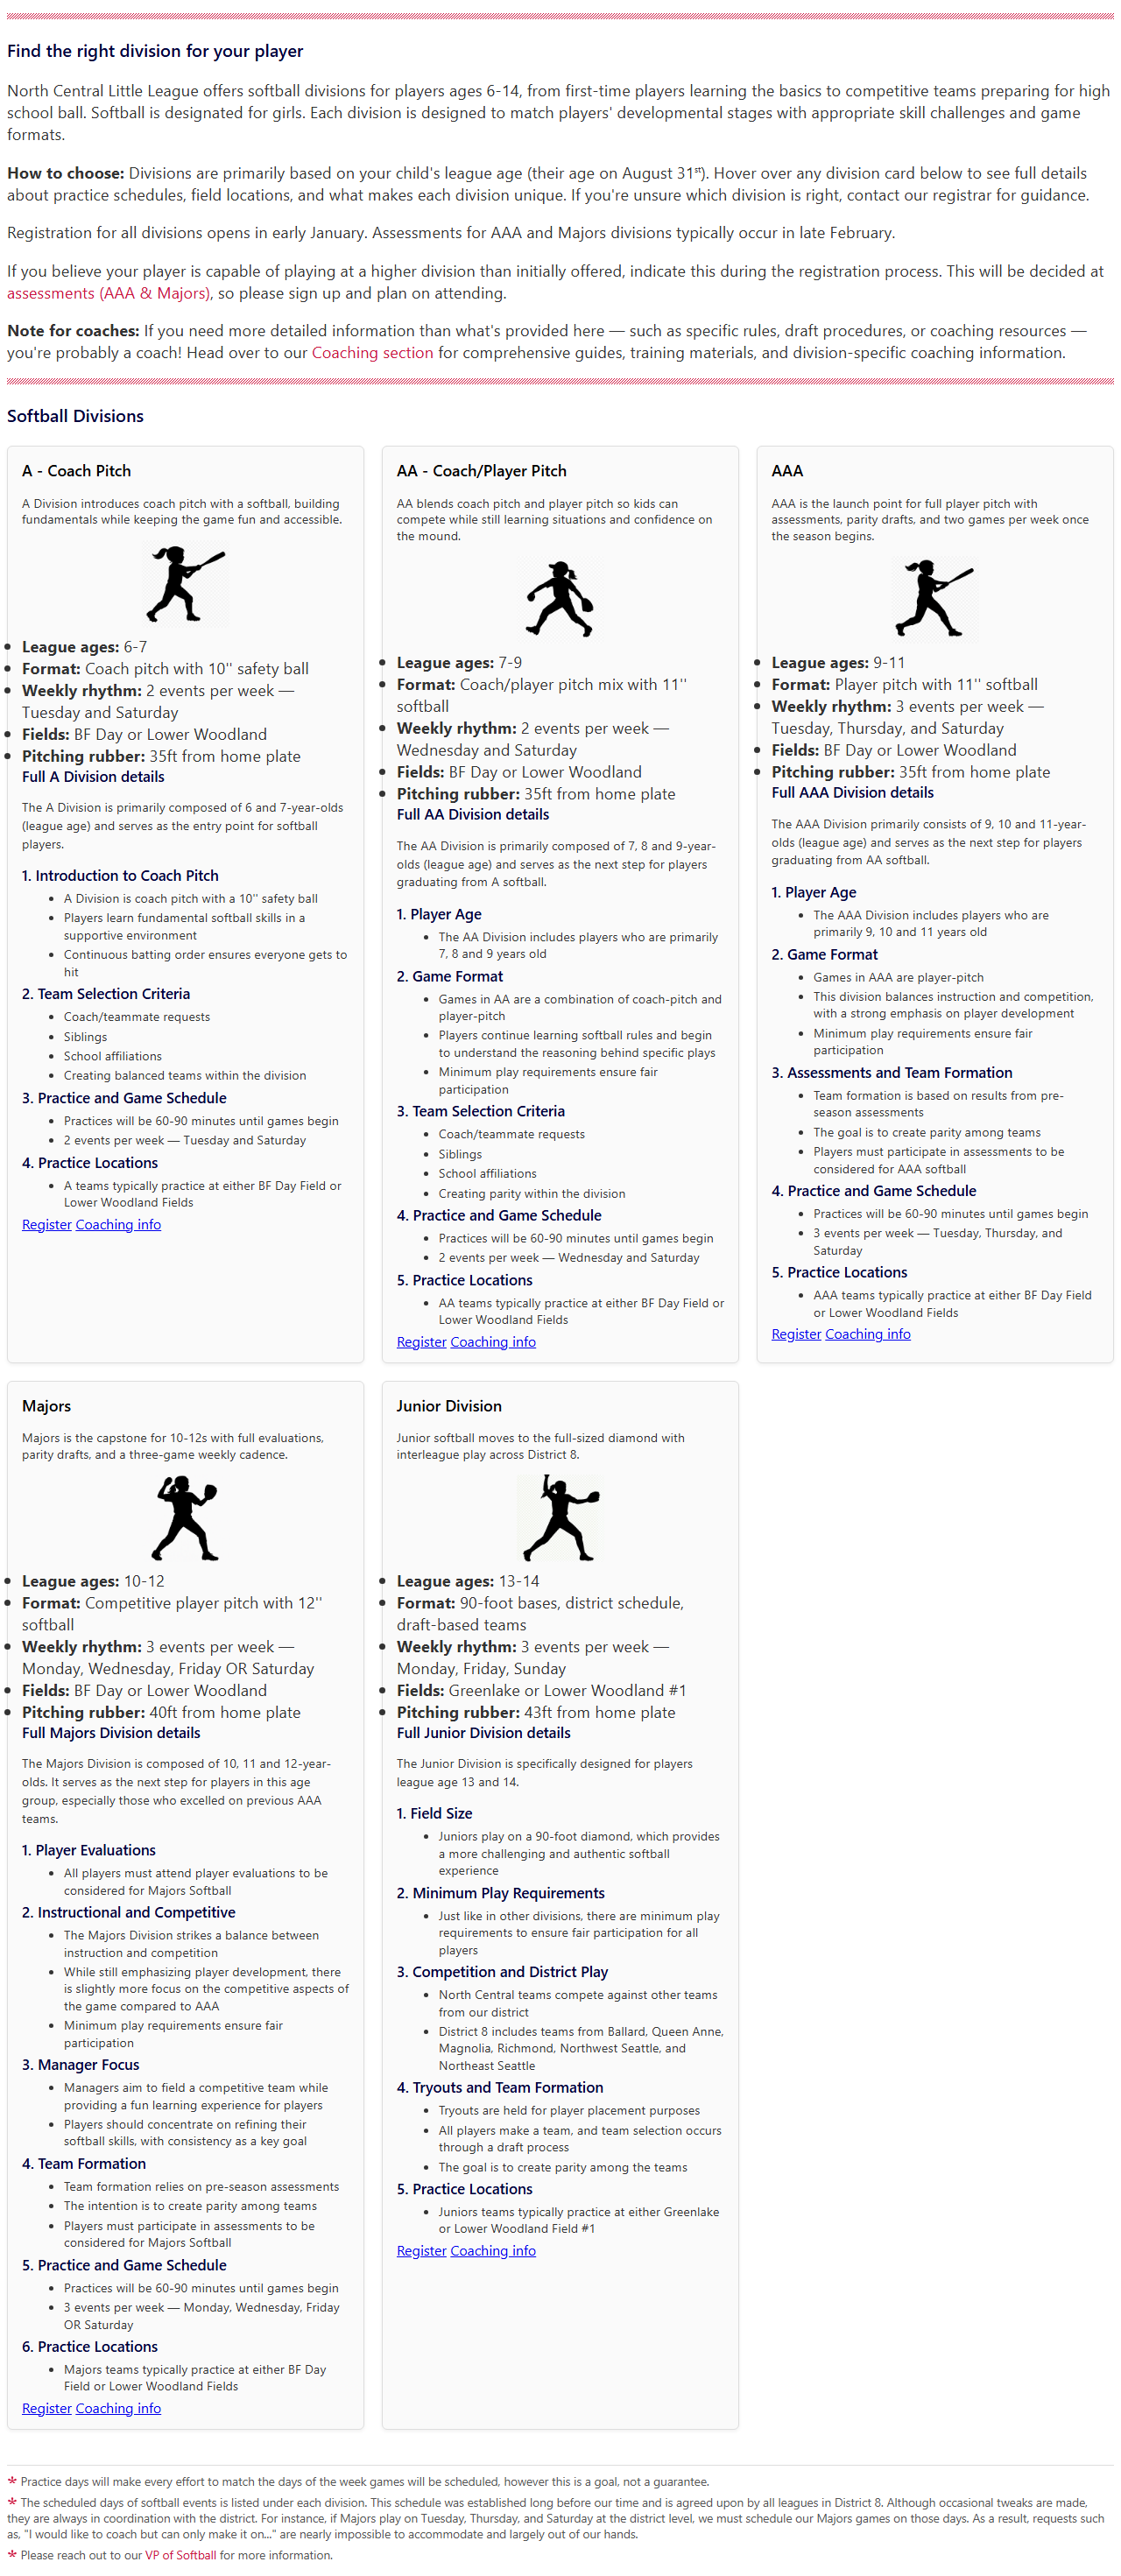 Find the right division for your player
North Central Little League offers softball divisions for players ages 6-14, from first-time players learning the basics to competitive teams preparing for high
school ball. Softball is designated for girls. Each division is designed to match players' developmental stages with appropriate skill challenges and game
formats.
How to choose: Divisions are primarily based on your child's league age (their age on August 31st). Hover over any division card below to see full details
about practice schedules, field locations, and what makes each division unique. If you're unsure which division is right, contact our registrar for guidance.
Registration for all divisions opens in early January. Assessments for AAA and Majors divisions typically occur in late February.
If you believe your player is capable of playing at a higher division than initially offered, indicate this during the registration process. This will be decided at
assessments (AAA & Majors), so please sign up and plan on attending.
Note for coaches: If you need more detailed information than what's provided here — such as specific rules, draft procedures, or coaching resources —
you're probably a coach! Head over to our Coaching section for comprehensive guides, training materials, and division-specific coaching information.
Softball Divisions
A - Coach Pitch
A Division introduces coach pitch with a softball, building
fundamentals while keeping the game fun and accessible.
• League ages: 6-7
• Format: Coach pitch with 10" safety ball
• Weekly rhythm: 2 events per week —
Tuesday and Saturday
• Fields: BF Day or Lower Woodland
• Pitching rubber: 35ft from home plate
Full A Division details
The A Division is primarily composed of 6 and 7-year-olds
(league age) and serves as the entry point for softball
players.
1. Introduction to Coach Pitch
• A Division is coach pitch with a 10" safety ball
• Players learn fundamental softball skills in a
supportive environment
• Continuous batting order ensures everyone gets to
hit
2. Team Selection Criteria
• Coach/teammate requests
• Siblings
• School affiliations
• Creating balanced teams within the division
3. Practice and Game Schedule
• Practices will be 60-90 minutes until games begin
• 2 events per week — Tuesday and Saturday
4. Practice Locations
• A teams typically practice at either BF Day Field or
Lower Woodland Fields
Register Coaching info
AA - Coach/Player Pitch
AA blends coach pitch and player pitch so kids can
compete while still learning situations and confidence on
the mound.
• League ages: 7-9
• Format: Coach/player pitch mix with 11"
softball
• Weekly rhythm: 2 events per week —
Wednesday and Saturday
• Fields: BF Day or Lower Woodland
• Pitching rubber: 35ft from home plate
Full AA Division details
The AA Division is primarily composed of 7, 8 and 9-year-
olds (league age) and serves as the next step for players
graduating from A softball.
1. Player Age
• The AA Division includes players who are primarily
7, 8 and 9 years old
2. Game Format
• Games in AA are a combination of coach-pitch and
player-pitch
• Players continue learning softball rules and begin
to understand the reasoning behind specific plays
• Minimum play requirements ensure fair
participation
3. Team Selection Criteria
• Coach/teammate requests
• Siblings
• School affiliations
• Creating parity within the division
4. Practice and Game Schedule
• Practices will be 60-90 minutes until games begin
• 2 events per week — Wednesday and Saturday
5. Practice Locations
• AA teams typically practice at either BF Day Field or
Lower Woodland Fields
Register Coaching info
AAA
AAA is the launch point for full player pitch with
assessments, parity drafts, and two games per week once
the season begins.
• League ages: 9-11
• Format: Player pitch with 11" softball
• Weekly rhythm: 3 events per week —
Tuesday, Thursday, and Saturday
• Fields: BF Day or Lower Woodland
• Pitching rubber: 35ft from home plate
Full AAA Division details
The AAA Division primarily consists of 9, 10 and 11-year-
olds (league age) and serves as the next step for players
graduating from AA softball.
1. Player Age
• The AAA Division includes players who are
primarily 9, 10 and 11 years old
2. Game Format
• Games in AAA are player-pitch
• This division balances instruction and competition,
with a strong emphasis on player development
• Minimum play requirements ensure fair
participation
3. Assessments and Team Formation
• Team formation is based on results from pre-
season assessments
• The goal is to create parity among teams
• Players must participate in assessments to be
considered for AAA softball
4. Practice and Game Schedule
• Practices will be 60-90 minutes until games begin
• 3 events per week — Tuesday, Thursday, and
Saturday
5. Practice Locations
• AAA teams typically practice at either BF Day Field
or Lower Woodland Fields
Register Coaching info
Majors
Majors is the capstone for 10-12s with full evaluations,
parity drafts, and a three-game weekly cadence.
• League ages: 10-12
• Format: Competitive player pitch with 12"
softball
• Weekly rhythm: 3 events per week —
Monday, Wednesday, Friday OR Saturday
• Fields: BF Day or Lower Woodland
• Pitching rubber: 40ft from home plate
Full Majors Division details
The Majors Division is composed of 10, 11 and 12-year-
olds. It serves as the next step for players in this age
group, especially those who excelled on previous AAA
teams.
1. Player Evaluations
• All players must attend player evaluations to be
considered for Majors Softball
2. Instructional and Competitive
• The Majors Division strikes a balance between
instruction and competition
• While still emphasizing player development, there
is slightly more focus on the competitive aspects of
the game compared to AAA
• Minimum play requirements ensure fair
participation
3. Manager Focus
• Managers aim to field a competitive team while
providing a fun learning experience for players
• Players should concentrate on refining their
softball skills, with consistency as a key goal
4. Team Formation
• Team formation relies on pre-season assessments
• The intention is to create parity among teams
• Players must participate in assessments to be
considered for Majors Softball
5. Practice and Game Schedule
• Practices will be 60-90 minutes until games begin
• 3 events per week — Monday, Wednesday, Friday
OR Saturday
6. Practice Locations
• Majors teams typically practice at either BF Day
Field or Lower Woodland Fields
Register Coaching info
Junior Division
Junior softball moves to the full-sized diamond with
interleague play across District 8.
• League ages: 13-14
• Format: 90-foot bases, district schedule,
draft-based teams
• Weekly rhythm: 3 events per week —
Monday, Friday, Sunday
• Fields: Greenlake or Lower Woodland #1
• Pitching rubber: 43ft from home plate
Full Junior Division details
The Junior Division is specifically designed for players
league age 13 and 14.
1. Field Size
• Juniors play on a 90-foot diamond, which provides
a more challenging and authentic softball
experience
2. Minimum Play Requirements
• Just like in other divisions, there are minimum play
requirements to ensure fair participation for all
players
3. Competition and District Play
• North Central teams compete against other teams
from our district
• District 8 includes teams from Ballard, Queen Anne,
Magnolia, Richmond, Northwest Seattle, and
Northeast Seattle
4. Tryouts and Team Formation
• Tryouts are held for player placement purposes
• All players make a team, and team selection occurs
through a draft process
• The goal is to create parity among the teams
5. Practice Locations
• Juniors teams typically practice at either Greenlake
or Lower Woodland Field #1
Register Coaching info
* Practice days will make every effort to match the days of the week games will be scheduled, however this is a goal, not a guarantee.
* The scheduled days of softball events is listed under each division. This schedule was established long before our time and is agreed upon by all leagues in District 8. Although occasional tweaks are made,
they are always in coordination with the district. For instance, if Majors play on Tuesday, Thursday, and Saturday at the district level, we must schedule our Majors games on those days. As a result, requests such
as, "I would like to coach but can only make it on..." are nearly impossible to accommodate and largely out of our hands.
* Please reach out to our VP of Softball for more information.